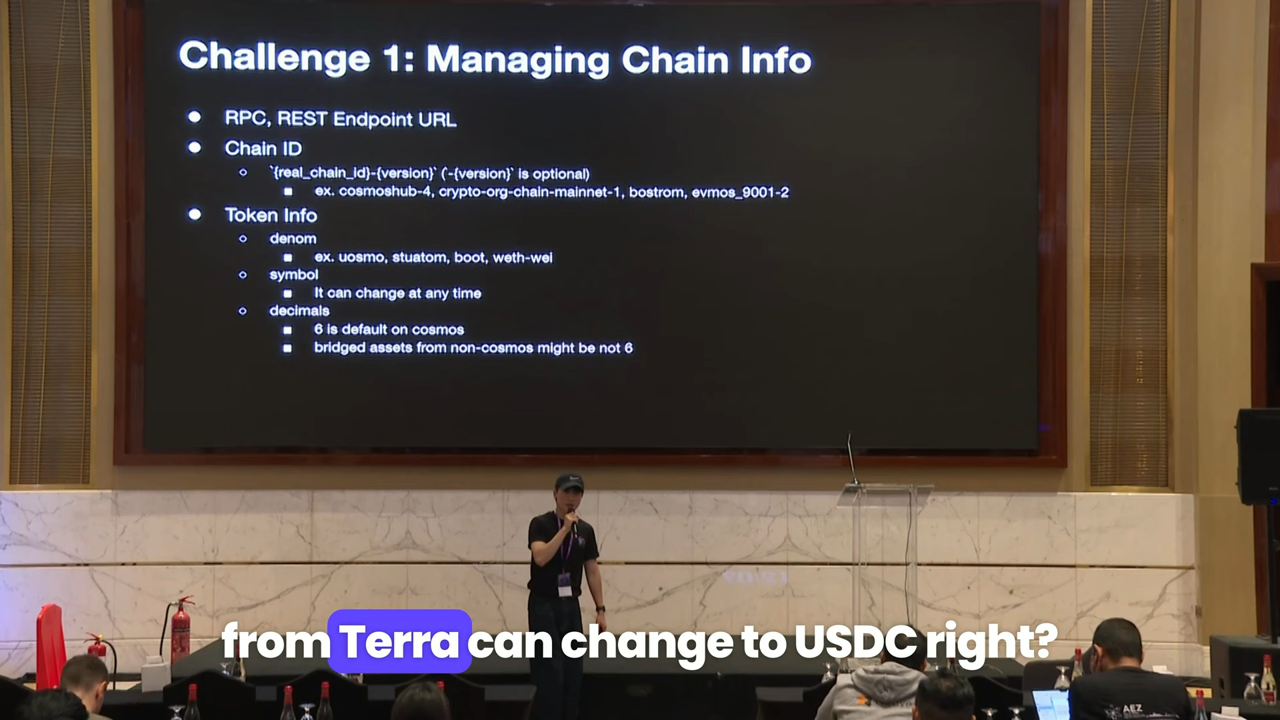 Challenge 1: Managing Chain Info
● RPC, REST Endpoint URL
● Chain ID
○ `{real_chain_id}-{version}` (`-{version}` is optional)
■ ex. cosmoshub-4, crypto-org-chain-mainnet-1, bostrom, evmos_9001-2
● Token Info
○ denom
■ ex. uosmo, stuatom, boot, weth-wei
○ symbol
■ It can change at any time
○ decimals
■ 6 is default on cosmos
■ bridged assets from non-cosmos might be not 6
from Terra can change to USDC right?
AEZ